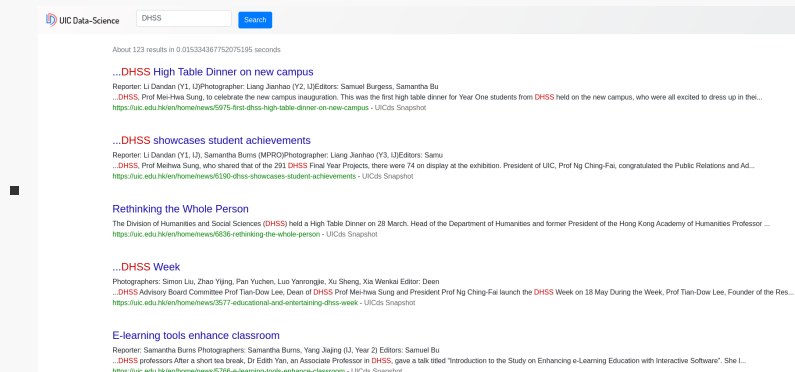 UIC Data-Science DHSS Search
About 123 results in 0.015334367752075195 seconds
...DHSS High Table Dinner on new campus
Reporter: Li Dandan (Y1, IJ)Photographer: Liang Jianhao (Y2, IJ)Editors: Samuel Burgess, Samantha Bu
...DHSS, Prof Mei-Hwa Sung, to celebrate the new campus inauguration. This was the first high table dinner for Year One students from DHSS held on the new campus, who were all excited to dress up in thei...
https://uic.edu.hk/en/home/news/5975-first-dhss-high-table-dinner-on-new-campus - UICds Snapshot
...DHSS showcases student achievements
Reporter: Li Dandan (Y1, IJ), Samantha Burns (MPRO)Photographer: Liang Jianhao (Y3, IJ)Editors: Samu
...DHSS, Prof Meihwa Sung, who shared that of the 291 DHSS Final Year Projects, there were 74 on display at the exhibition. President of UIC, Prof Ng Ching-Fai, congratulated the Public Relations and Ad...
https://uic.edu.hk/en/home/news/6190-dhss-showcases-student-achievements - UICds Snapshot
Rethinking the Whole Person
The Division of Humanities and Social Sciences (DHSS) held a High Table Dinner on 28 March. Head of the Department of Humanities and former President of the Hong Kong Academy of Humanities Professor ...
https://uic.edu.hk/en/home/news/6836-rethinking-the-whole-person - UICds Snapshot
...DHSS Week
Photographers: Simon Liu, Zhao Yijing, Pan Yuchen, Luo Yanrongjie, Xu Sheng, Xia Wenkai Editor: Deen
...DHSS Advisory Board Committee Prof Tian-Dow Lee, Dean of DHSS Prof Mei-hwa Sung and President Prof Ng Ching-Fai launch the DHSS Week on 18 May During the Week, Prof Tian-Dow Lee, Founder of the Res...
https://uic.edu.hk/en/home/news/3577-educational-and-entertaining-dhss-week - UICds Snapshot
E-learning tools enhance classroom
Reporter: Samantha Burns Photographers: Samantha Burns, Yang Jiajing (IJ, Year 2) Editors: Samuel Bu
...DHSS professors After a short tea break, Dr Edith Yan, an Associate Professor in DHSS, gave a talk titled "Introduction to the Study on Enhancing e-Learning Education with Interactive Software". She l...
https://uic.edu.hk/en/home/news/5766-e-learning-tools-enhance-classroom - UICds Snapshot